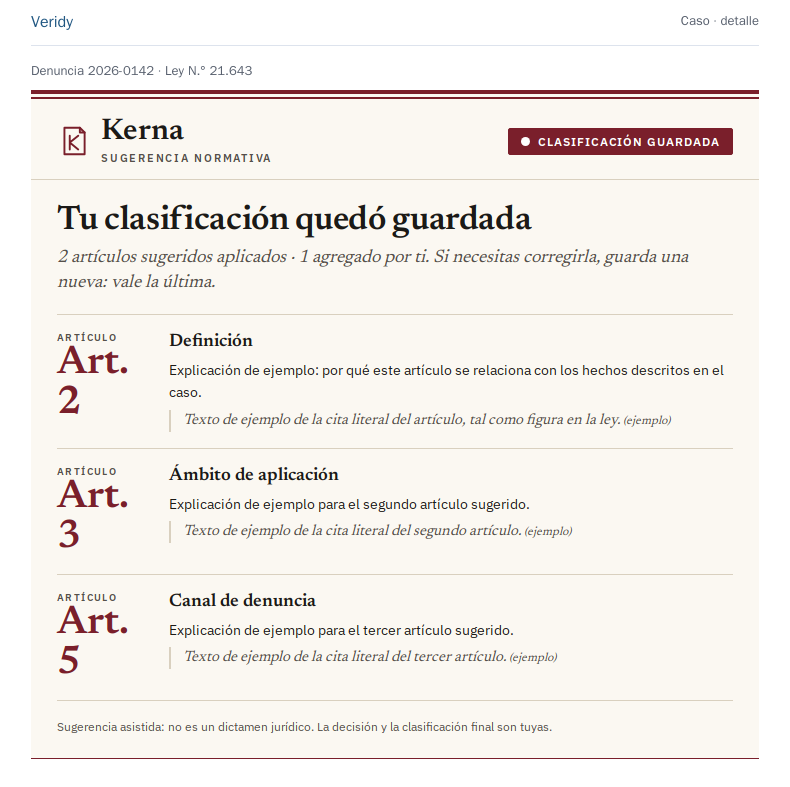 Veridy
Caso · detalle
Denuncia 2026-0142 · Ley N.° 21.643
Kerna
SUGERENCIA NORMATIVA
CLASIFICACIÓN GUARDADA
Tu clasificación quedó guardada
2 artículos sugeridos aplicados · 1 agregado por ti. Si necesitas corregirla, guarda una
nueva: vale la última.
ARTÍCULO
Art.
2
Definición
Explicación de ejemplo: por qué este artículo se relaciona con los hechos descritos en el
caso.
Texto de ejemplo de la cita literal del artículo, tal como figura en la ley. (ejemplo)
ARTÍCULO
Art.
3
Ámbito de aplicación
Explicación de ejemplo para el segundo artículo sugerido.
Texto de ejemplo de la cita literal del segundo artículo. (ejemplo)
ARTÍCULO
Art.
5
Canal de denuncia
Explicación de ejemplo para el tercer artículo sugerido.
Texto de ejemplo de la cita literal del tercer artículo. (ejemplo)
Sugerencia asistida: no es un dictamen jurídico. La decisión y la clasificación final son tuyas.